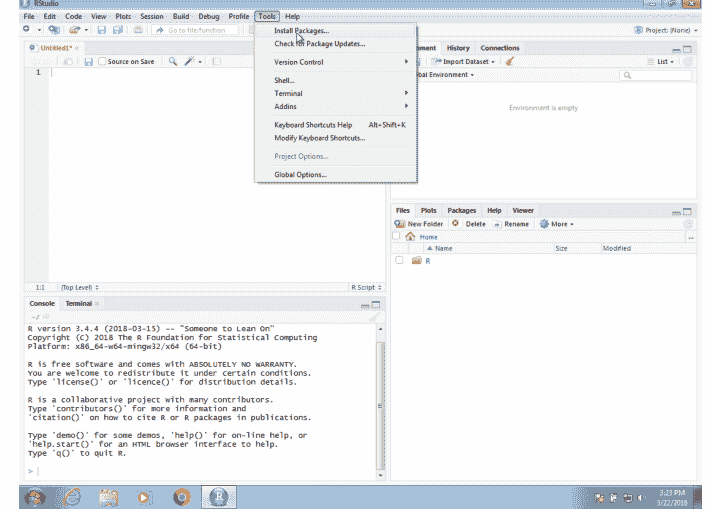 RStudio
File Edit Code View Plots Session Build Debug Profile Tools Help
Go to file/function
Project: (None)
Install Packages...
Check for Package Updates...
Version Control
Shell...
Terminal
Addins
Keyboard Shortcuts Help Alt+Shift+K
Modify Keyboard Shortcuts...
Project Options...
Global Options...
Untitled1*
Source on Save
1
1:1 (Top Level) R Script
History Connections
Import Dataset
List
Environment is empty
Files Plots Packages Help Viewer
New Folder Delete Rename More
Home
Name Size Modified
R
Console Terminal
~/
R version 3.4.4 (2018-03-15) -- "Someone to Lean On"
Copyright (C) 2018 The R Foundation for Statistical Computing
Platform: x86_64-w64-mingw32/x64 (64-bit)
R is free software and comes with ABSOLUTELY NO WARRANTY.
You are welcome to redistribute it under certain conditions.
Type 'license()' or 'licence()' for distribution details.
R is a collaborative project with many contributors.
Type 'contributors()' for more information and
'citation()' on how to cite R or R packages in publications.
Type 'demo()' for some demos, 'help()' for on-line help, or
'help.start()' for an HTML browser interface to help.
Type 'q()' to quit R.
>
3:23 PM
3/22/2018